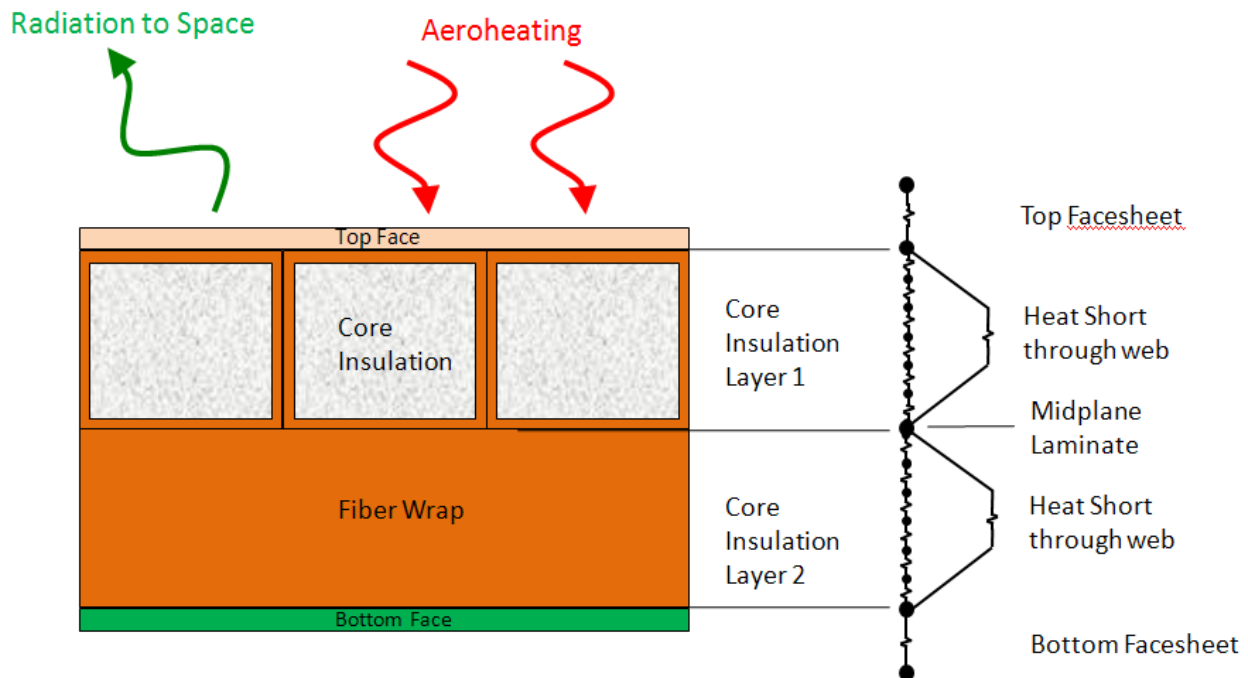 Radiation to Space
Aeroheating
Top Face
Core
Insulation
Fiber Wrap
Bottom Face
Core
Insulation
Layer 1
Core
Insulation
Layer 2
Top Facesheet
Heat Short
through web
Midplane
Laminate
Heat Short
through web
Bottom Facesheet